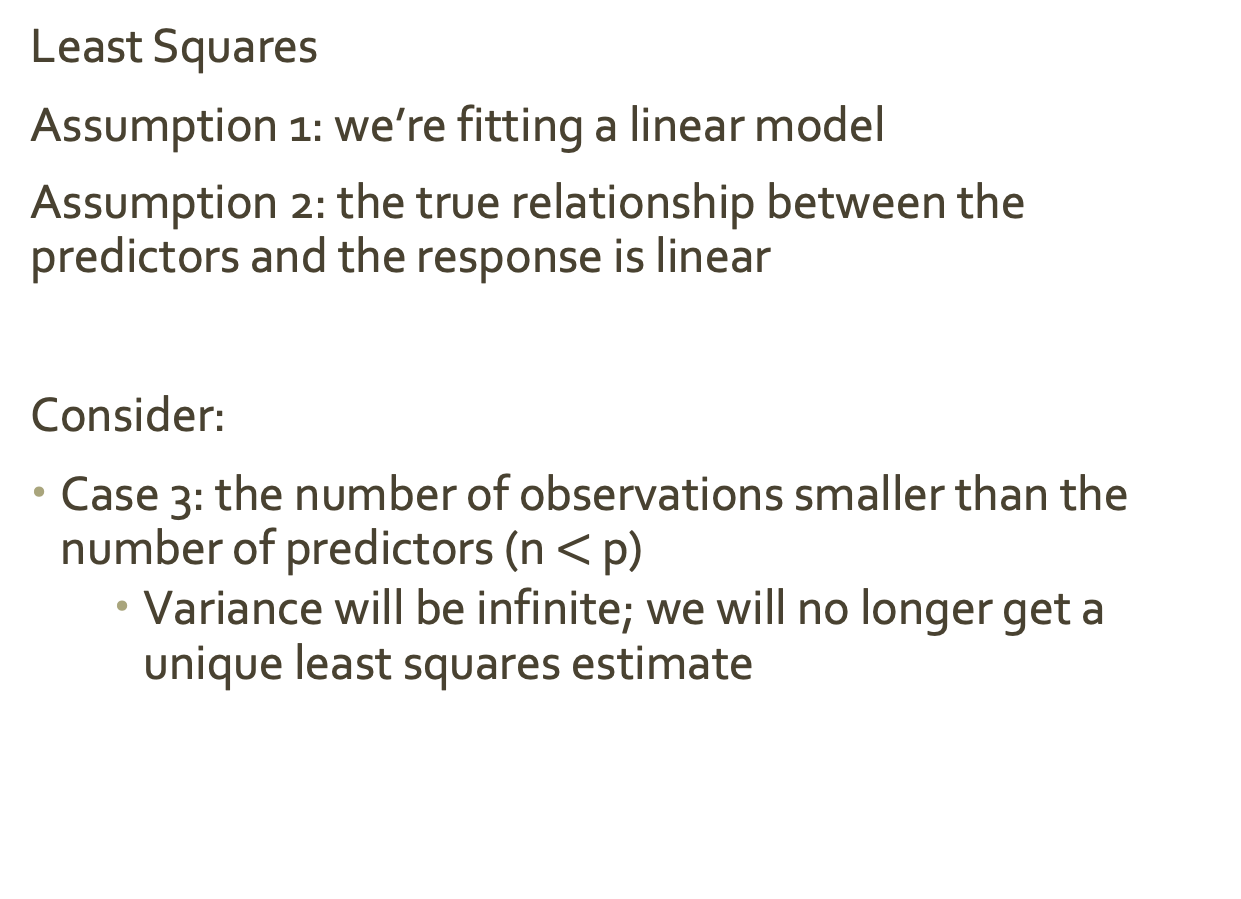 Least Squares
Assumption 1: we’re fitting a linear model
Assumption 2: the true relationship between the
predictors and the response is linear
Consider:
• Case 3: the number of observations smaller than the
number of predictors (n < p)
• Variance will be infinite; we will no longer get a
unique least squares estimate